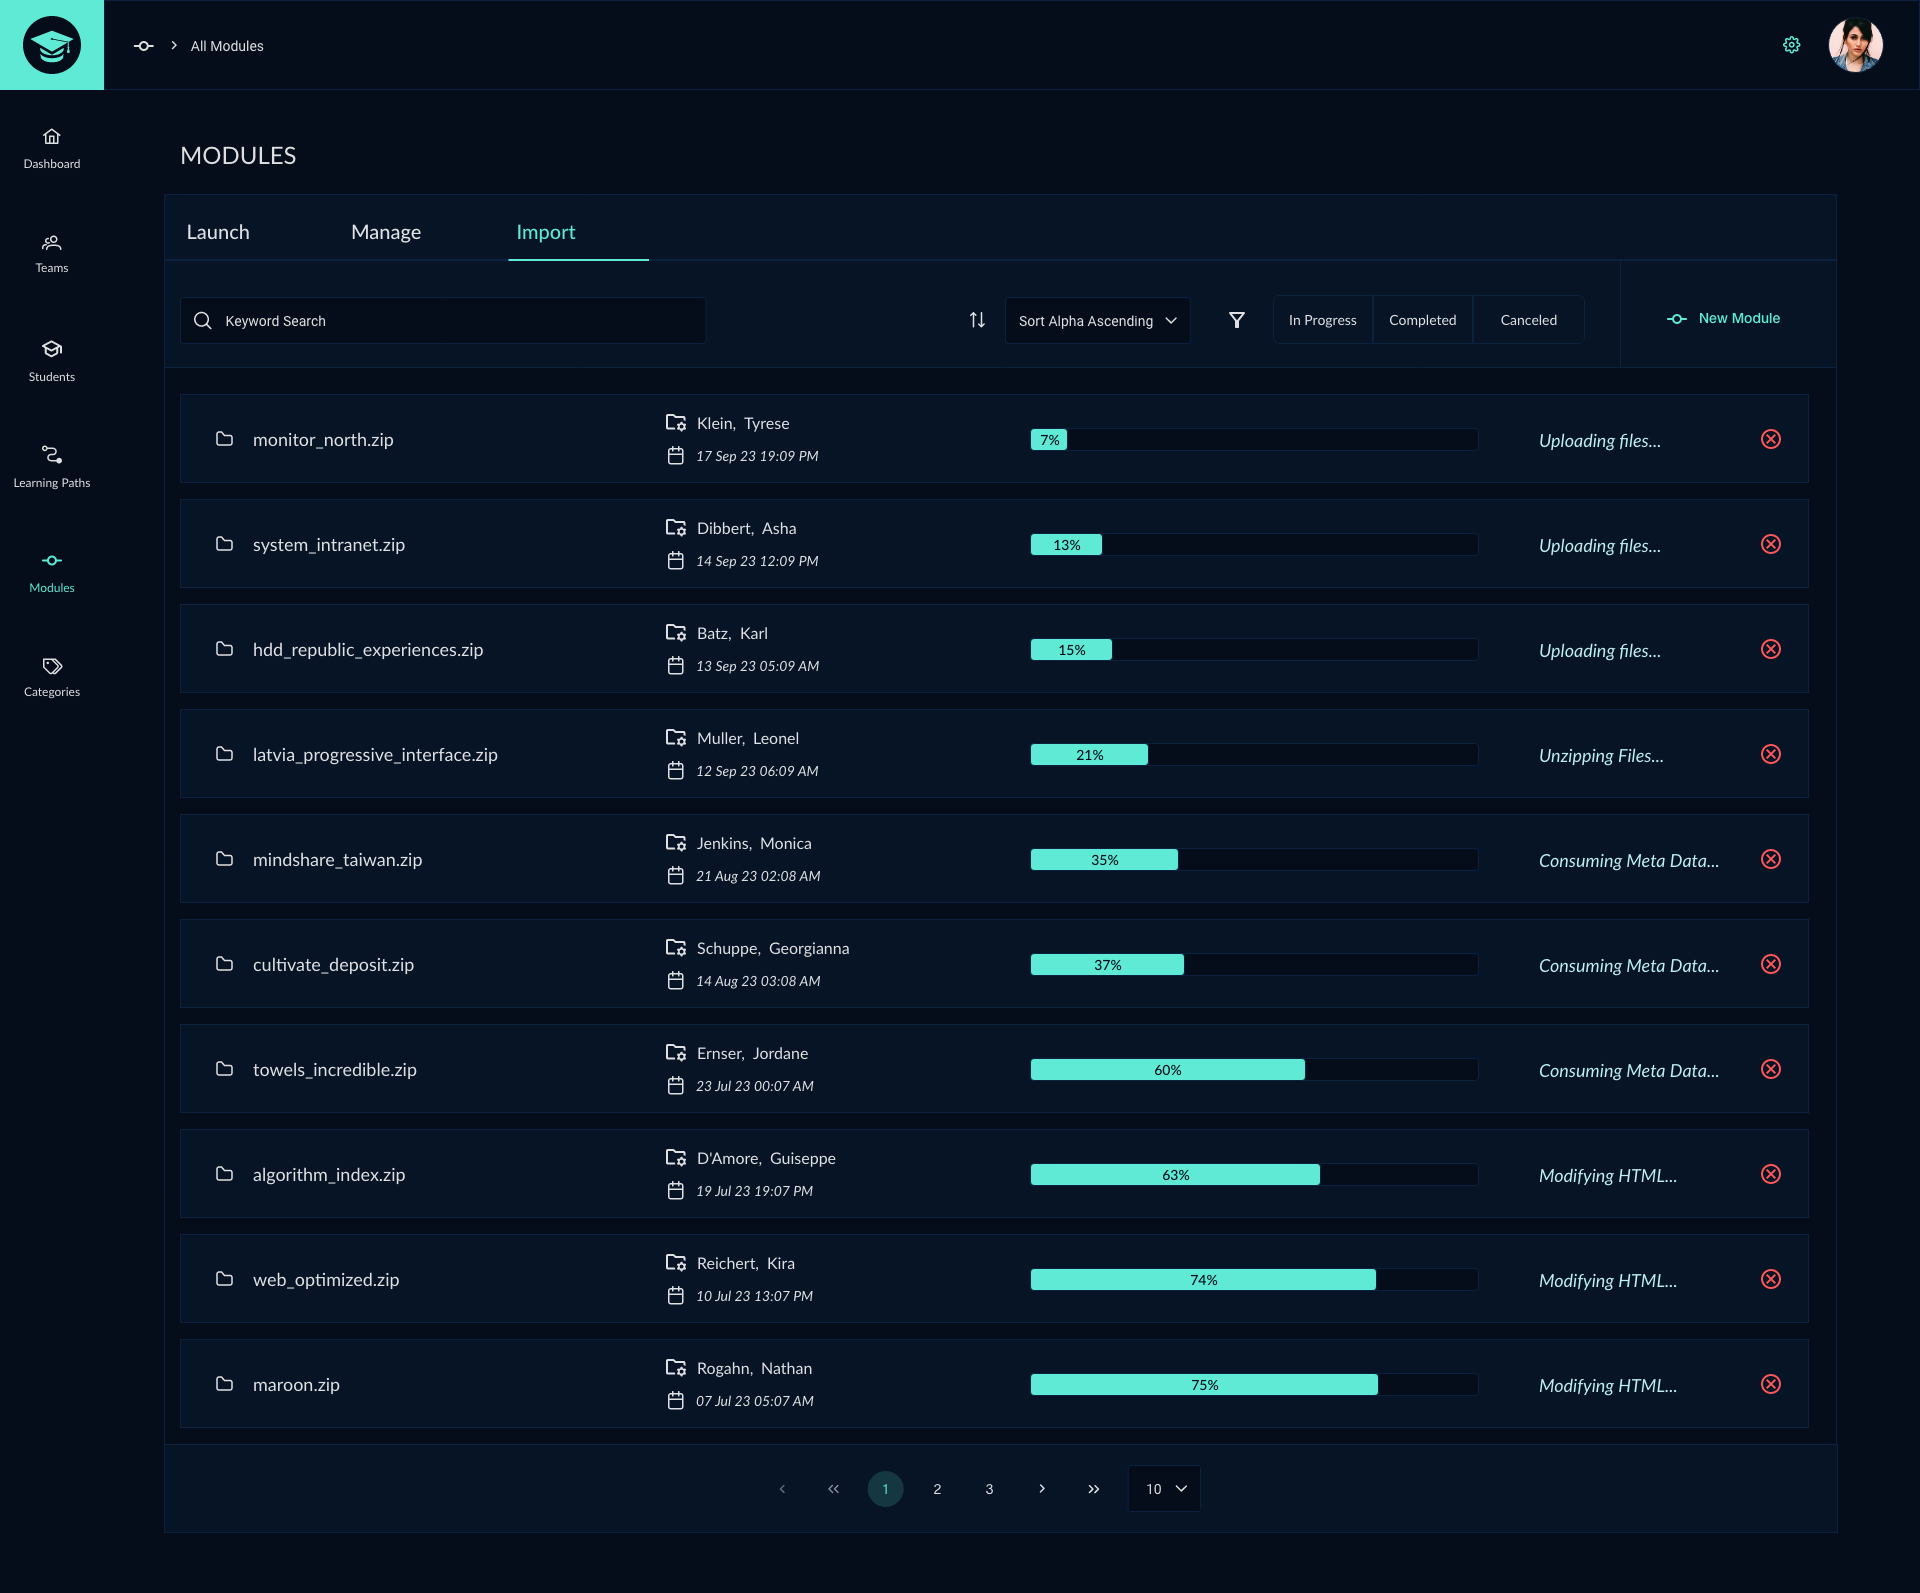 All Modules
Dashboard
Teams
Students
Learning Paths
Modules
Categories
MODULES
Launch Manage Import
Keyword Search Sort Alpha Ascending In Progress Completed Canceled New Module
monitor_north.zip Klein, Tyrese 7% Uploading files...
17 Sep 23 19:09 PM
system_intranet.zip Dibbert, Asha 13% Uploading files...
14 Sep 23 12:09 PM
hdd_republic_experiences.zip Batz, Karl 15% Uploading files...
13 Sep 23 05:09 AM
latvia_progressive_interface.zip Muller, Leonel 21% Unzipping Files...
12 Sep 23 06:09 AM
mindshare_taiwan.zip Jenkins, Monica 35% Consuming Meta Data...
21 Aug 23 02:08 AM
cultivate_deposit.zip Schuppe, Georgianna 37% Consuming Meta Data...
14 Aug 23 03:08 AM
towels_incredible.zip Ernser, Jordane 60% Consuming Meta Data...
23 Jul 23 00:07 AM
algorithm_index.zip D'Amore, Guiseppe 63% Modifying HTML...
19 Jul 23 19:07 PM
web_optimized.zip Reichert, Kira 74% Modifying HTML...
10 Jul 23 13:07 PM
maroon.zip Rogahn, Nathan 75% Modifying HTML...
07 Jul 23 05:07 AM
1 2 3 10